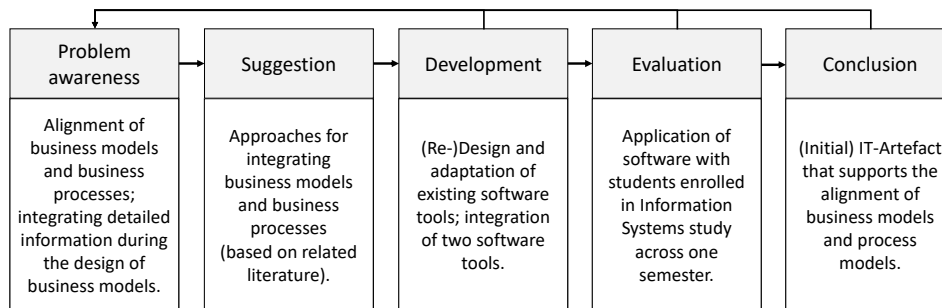 Problem
awareness
Alignment of
business models
and business
processes;
integrating detailed
information during
the design of
business models.
Suggestion
Approaches for
integrating
business models
and business
processes
(based on related
literature).
Development
(Re-)Design and
adaptation of
existing software
tools; integration
of two software
tools.
Evaluation
Application of
software with
students enrolled
in Information
Systems study
across one
semester.
Conclusion
(Initial) IT-Artefact
that supports the
alignment of
business models
and process
models.